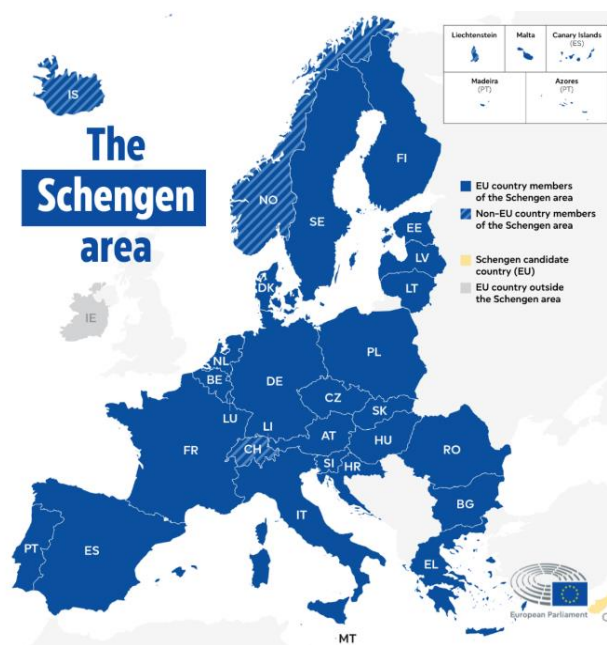 The
Schengen
area
Liechtenstein
Malta
Canary Islands
(ES)
Madeira
(PT)
Azores
(PT)
EU country members
of the Schengen area
Non-EU country members
of the Schengen area
Schengen candidate
country (EU)
EU country outside
the Schengen area
IS
NO
SE
FI
EE
LV
LT
DK
IE
NL
BE
DE
PL
CZ
LU
LI
SK
FR
CH
AT
HU
RO
SI
HR
BG
IT
PT
ES
EL
MT
European Parliament